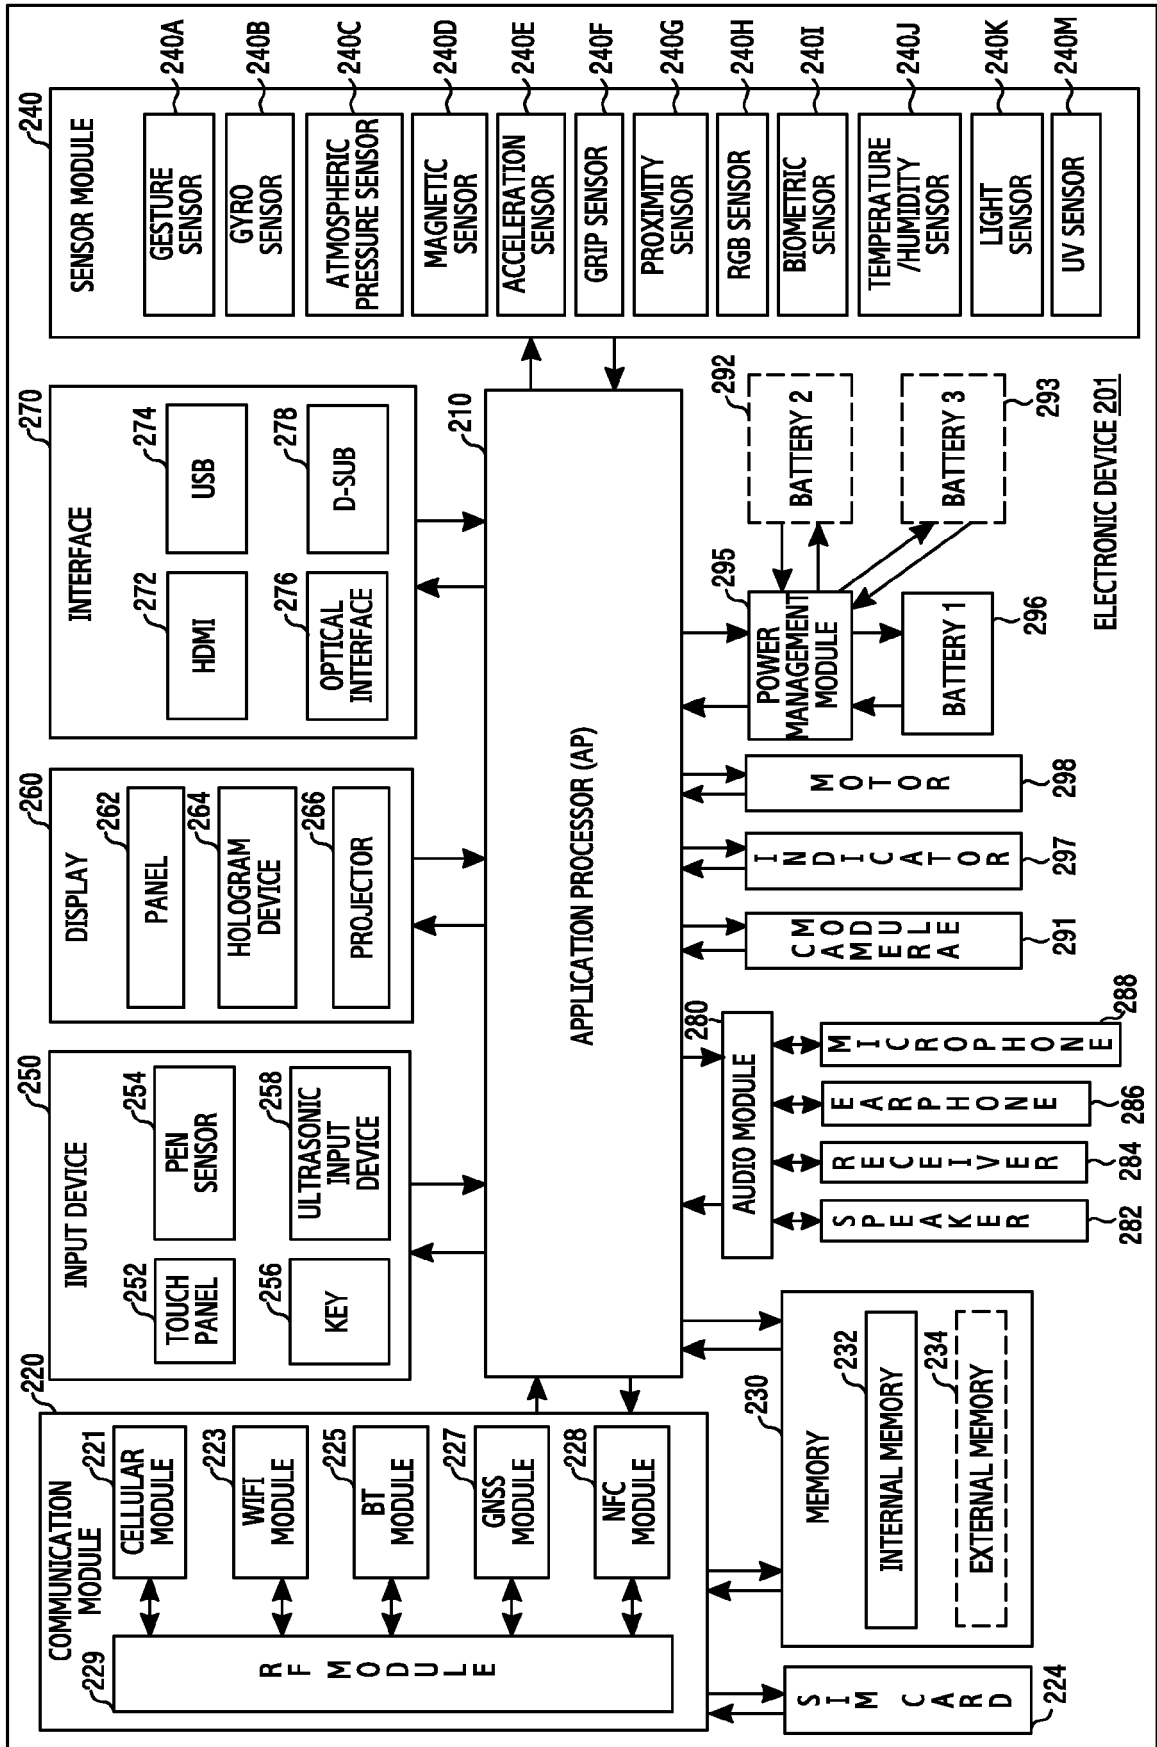 COMMUNICATION
MODULE
220
229
RF MODULE
221
CELLULAR
MODULE
223
WIFI
MODULE
225
BT
MODULE
227
GNSS
MODULE
228
NFC
MODULE
INPUT DEVICE
250
252
TOUCH
PANEL
254
PEN
SENSOR
256
KEY
258
ULTRASONIC
INPUT
DEVICE
DISPLAY
260
262
PANEL
264
HOLOGRAM
DEVICE
266
PROJECTOR
INTERFACE
270
272
HDMI
274
USB
276
OPTICAL
INTERFACE
278
D-SUB
SENSOR MODULE
240
GESTURE
SENSOR
240A
GYRO
SENSOR
240B
ATMOSPHERIC
PRESSURE SENSOR
240C
MAGNETIC
SENSOR
240D
ACCELERATION
SENSOR
240E
GRIP SENSOR
240F
PROXIMITY
SENSOR
240G
RGB SENSOR
240H
BIOMETRIC
SENSOR
240I
TEMPERATURE
/HUMIDITY
SENSOR
240J
LIGHT
SENSOR
240K
UV SENSOR
240M
APPLICATION PROCESSOR (AP)
210
SIM CARD
224
MEMORY
230
232
INTERNAL MEMORY
234
EXTERNAL MEMORY
AUDIO MODULE
280
SPEAKER
282
RECEIVER
284
EARPHONE
286
MICROPHONE
288
CAMERA
MODULE
291
INDICATOR
297
MOTOR
298
POWER
MANAGEMENT
MODULE
295
BATTERY 1
296
BATTERY 2
292
BATTERY 3
293
ELECTRONIC DEVICE 201